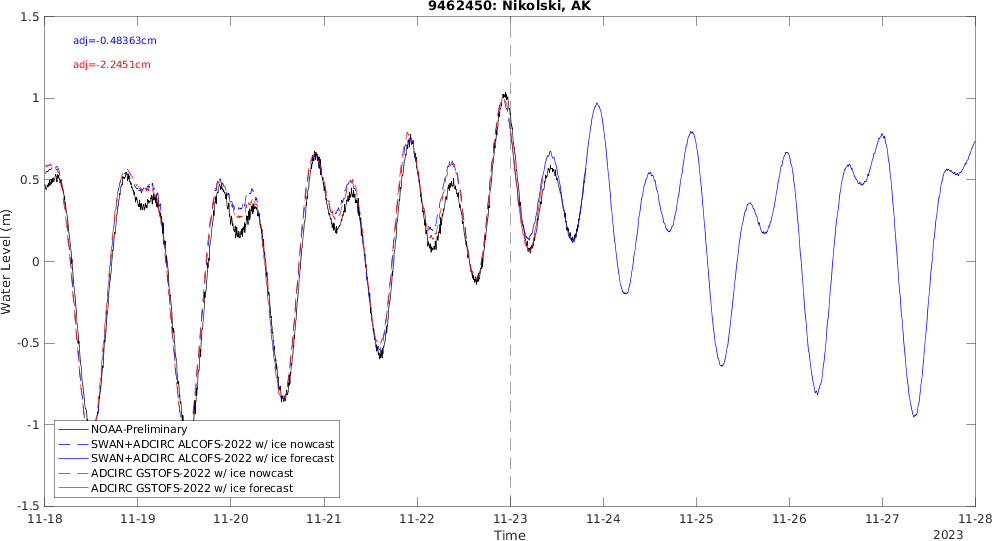 9462450: Nikolski, AK
adj=-0.48363cm
adj=-2.2451cm
Water Level (m)
1.5
1
0.5
0
-0.5
-1
-1.5
NOAA-Preliminary
SWAN+ADCIRC ALCOFS-2022 w/ ice nowcast
SWAN+ADCIRC ALCOFS-2022 w/ ice forecast
ADCIRC GSTOFS-2022 w/ ice nowcast
ADCIRC GSTOFS-2022 w/ ice forecast
11-18 11-19 11-20 11-21 11-22 11-23 11-24 11-25 11-26 11-27 11-28
Time
2023